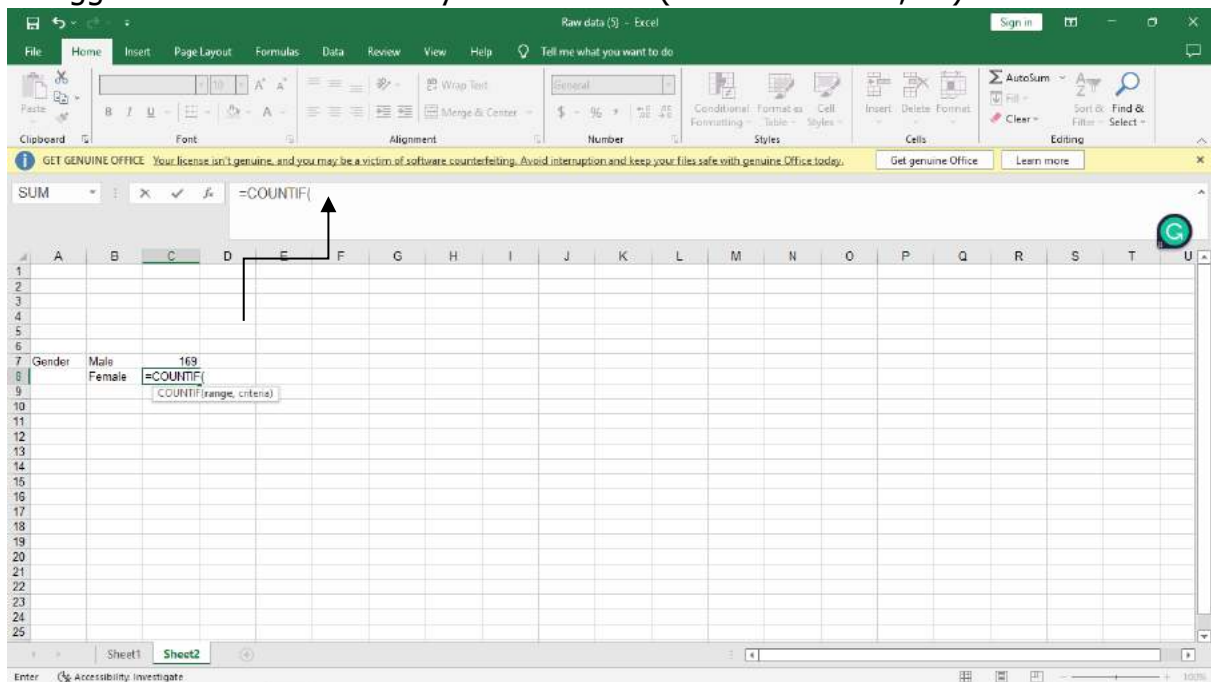 Raw data (5) - Excel
Sign in
File Home Insert Page Layout Formulas Data Review View Help Tell me what you want to do
Paste
10
B I U
A
Wrap Text
Merge & Center
General
$ - % ,
Conditional Formatting
Format as Table
Cell Styles
Insert Delete Format
AutoSum
Fill
Clear
Sort & Filter
Find & Select
Clipboard Font Alignment Number Styles Cells Editing
GET GENUINE OFFICE Your license isn't genuine, and you may be a victim of software counterfeiting. Avoid interruption and keep your files safe with genuine Office today. Get genuine Office Learn more
SUM fx =COUNTIF(
A B C D E F G H I J K L M N O P Q R S T U
1
2
3
4
5
6
7 Gender Male 169
8 Female =COUNTIF(
9 COUNTIF(range, criteria)
10
11
12
13
14
15
16
17
18
19
20
21
22
23
24
25
Sheet1 Sheet2
Enter Accessibility: Investigate 100%